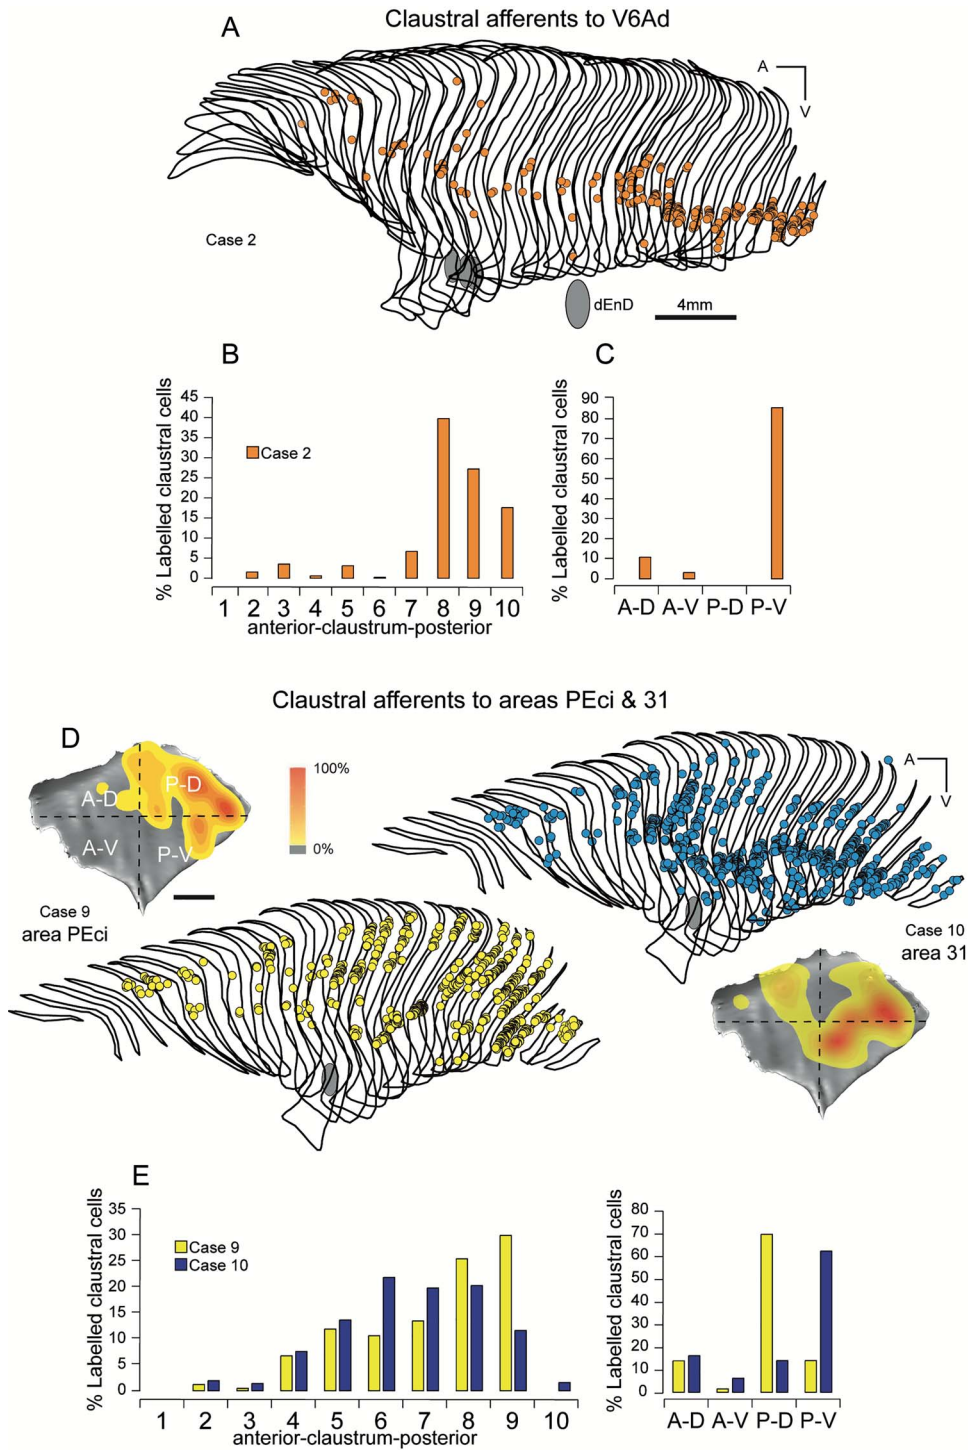 A
Claustral afferents to V6Ad
A
V
Case 2
dEnD
4mm
B
C
% Labelled claustral cells
45
40
35
30
25
20
15
10
5
0
Case 2
1 2 3 4 5 6 7 8 9 10
anterior-claustrum-posterior
% Labelled claustral cells
90
80
70
60
50
40
30
20
10
0
A-D A-V P-D P-V
Claustral afferents to areas PEci & 31
D
A-D
P-D
A-V
P-V
100%
0%
A
V
Case 9
area PEci
Case 10
area 31
E
% Labelled claustral cells
35
30
25
20
15
10
5
0
Case 9
Case 10
1 2 3 4 5 6 7 8 9 10
anterior-claustrum-posterior
% Labelled claustral cells
80
70
60
50
40
30
20
10
0
A-D A-V P-D P-V